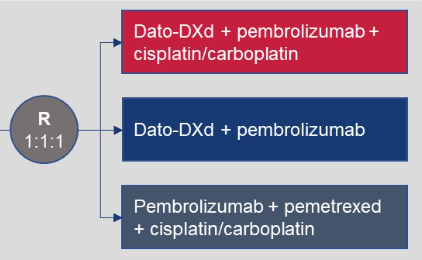 Dato-DXd + pembrolizumab +
cisplatin/carboplatin
R
1:1:1
Dato-DXd + pembrolizumab
Pembrolizumab + pemetrexed
+ cisplatin/carboplatin